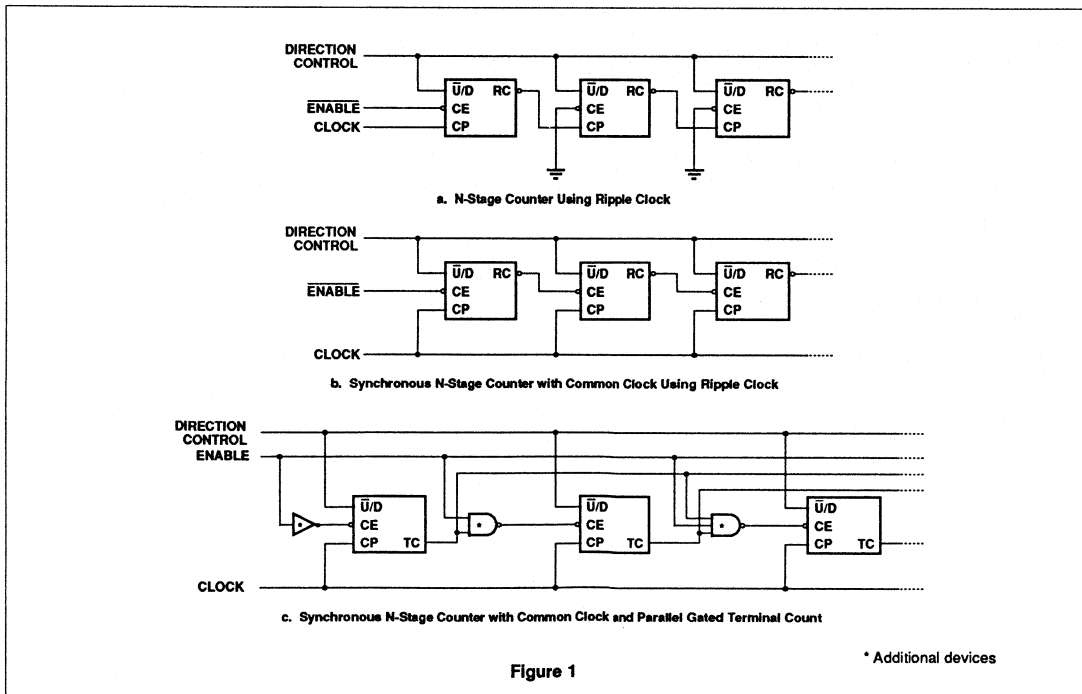 DIRECTION
CONTROL
U̅/D RC
CE
CP
U̅/D RC
CE
CP
U̅/D RC
CE
CP
E̅N̅A̅B̅L̅E̅
CLOCK
a. N-Stage Counter Using Ripple Clock
DIRECTION
CONTROL
U̅/D RC
CE
CP
U̅/D RC
CE
CP
U̅/D RC
CE
CP
E̅N̅A̅B̅L̅E̅
CLOCK
b. Synchronous N-Stage Counter with Common Clock Using Ripple Clock
DIRECTION
CONTROL
ENABLE
*
U̅/D
CE
CP TC
*
U̅/D
CE
CP TC
*
U̅/D
CE
CP TC
CLOCK
c. Synchronous N-Stage Counter with Common Clock and Parallel Gated Terminal Count
* Additional devices
Figure 1